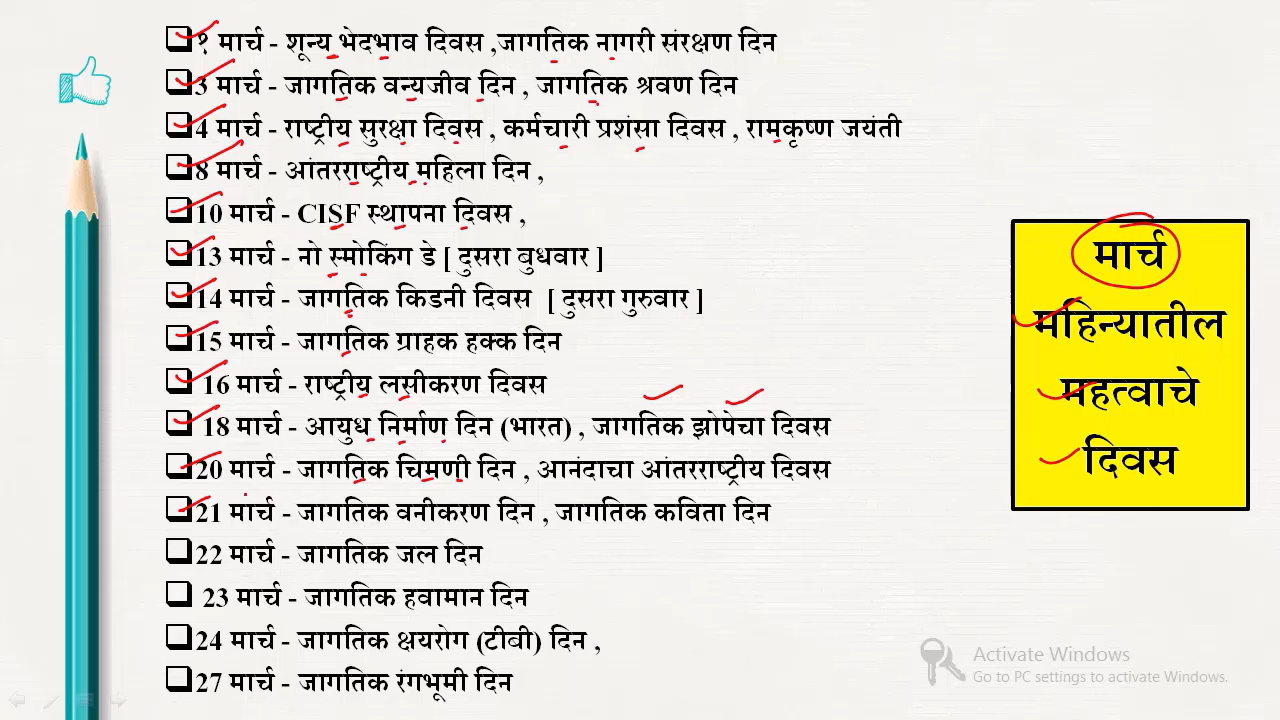 १ मार्च - शून्य भेदभाव दिवस ,जागतिक नागरी संरक्षण दिन
3 मार्च - जागतिक वन्यजीव दिन , जागतिक श्रवण दिन
4 मार्च - राष्ट्रीय सुरक्षा दिवस , कर्मचारी प्रशंसा दिवस , रामकृष्ण जयंती
8 मार्च - आंतरराष्ट्रीय महिला दिन ,
10 मार्च - CISF स्थापना दिवस ,
13 मार्च - नो स्मोकिंग डे [ दुसरा बुधवार ]
14 मार्च - जागतिक किडनी दिवस [ दुसरा गुरुवार ]
15 मार्च - जागतिक ग्राहक हक्क दिन
16 मार्च - राष्ट्रीय लसीकरण दिवस
18 मार्च - आयुध निर्माण दिन (भारत) , जागतिक झोपेचा दिवस
20 मार्च - जागतिक चिमणी दिन , आनंदाचा आंतरराष्ट्रीय दिवस
21 मार्च - जागतिक वनीकरण दिन , जागतिक कविता दिन
22 मार्च - जागतिक जल दिन
23 मार्च - जागतिक हवामान दिन
24 मार्च - जागतिक क्षयरोग (टीबी) दिन ,
27 मार्च - जागतिक रंगभूमी दिन
मार्च
महिन्यातील
महत्वाचे
दिवस
Activate Windows
Go to PC settings to activate Windows.